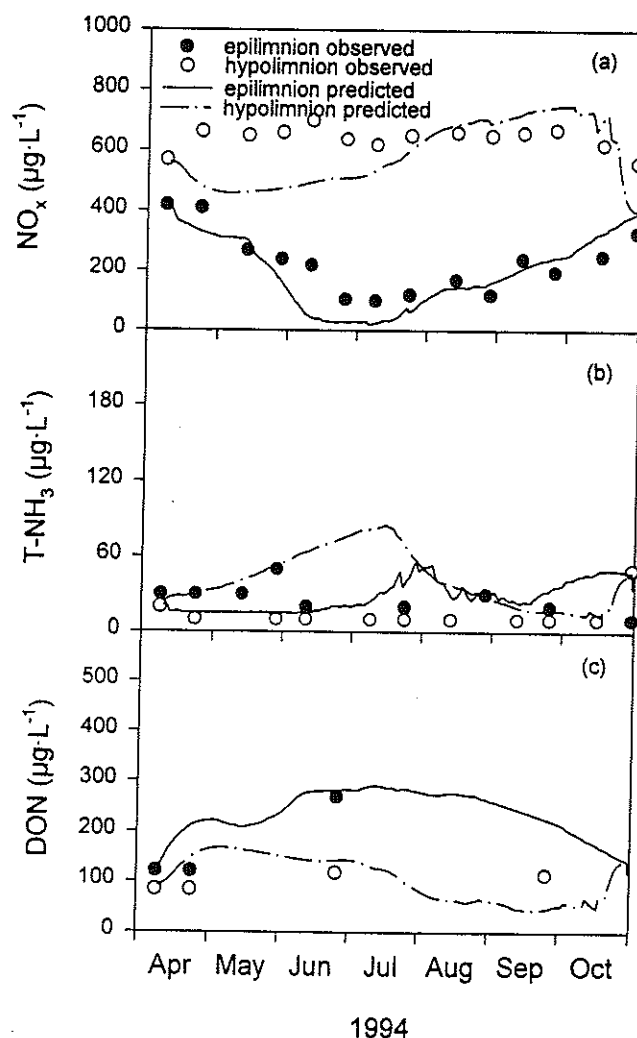 1000
800
600
400
200
0
NOx (µg·L⁻¹)
epilimnion observed
hypolimnion observed
epilimnion predicted
hypolimnion predicted
(a)
180
120
60
0
T-NH₃ (µg·L⁻¹)
(b)
500
400
300
200
100
0
DON (µg·L⁻¹)
(c)
Apr May Jun Jul Aug Sep Oct
1994